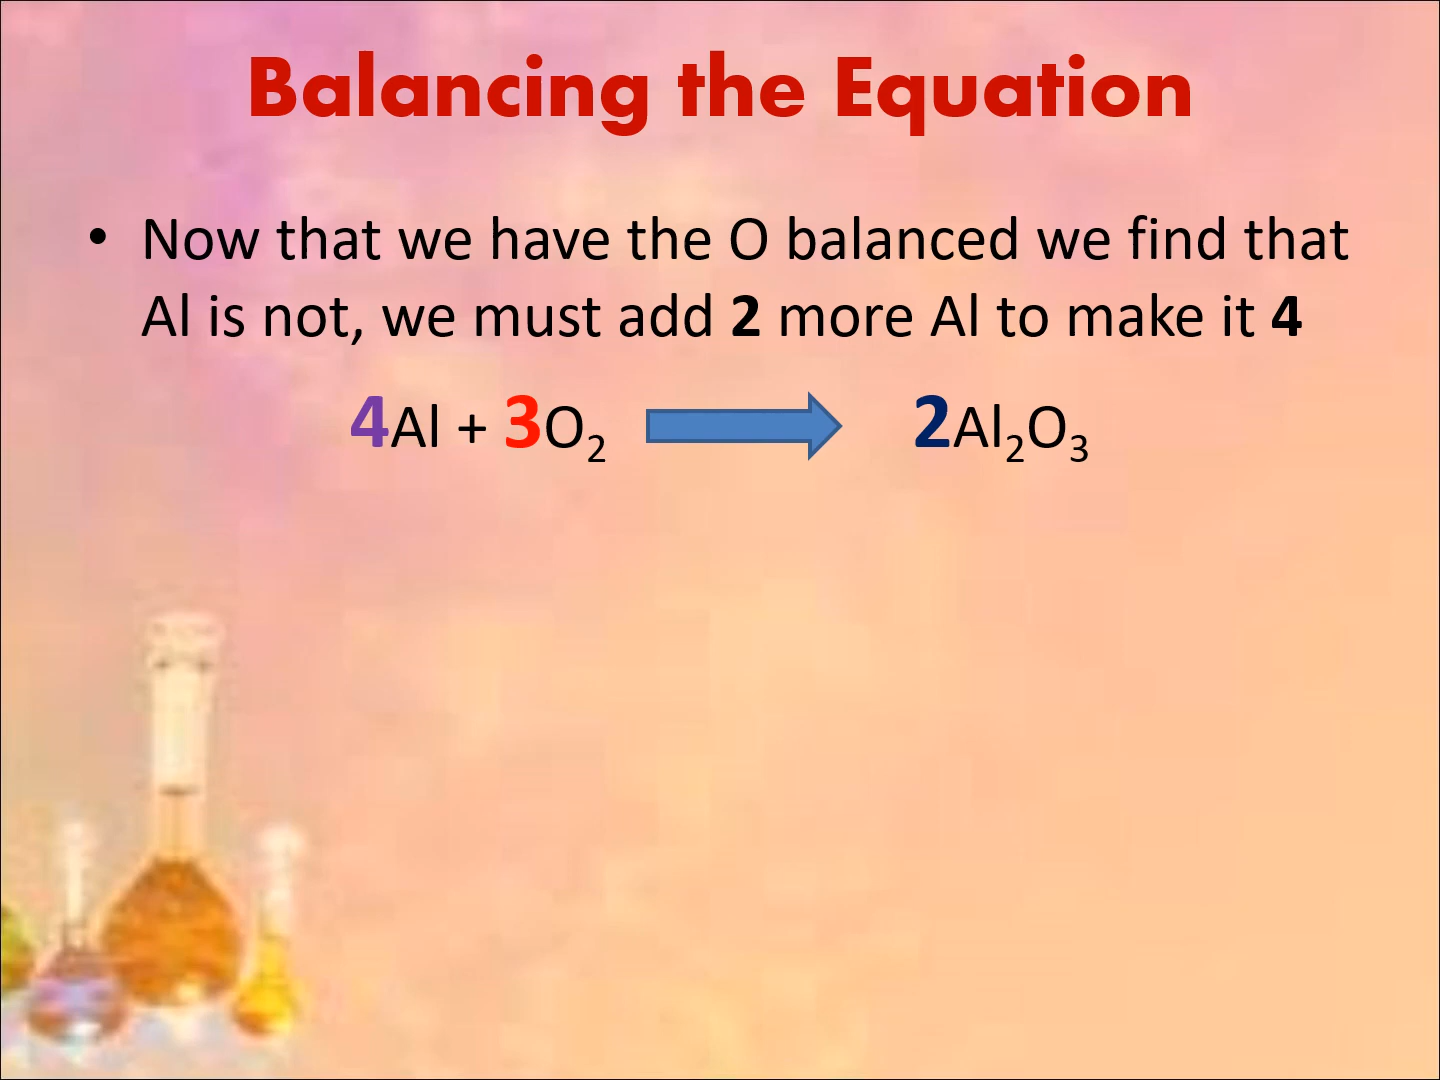 Balancing the Equation
• Now that we have the O balanced we find that
Al is not, we must add 2 more Al to make it 4
4Al + 3O₂ 2Al₂O₃